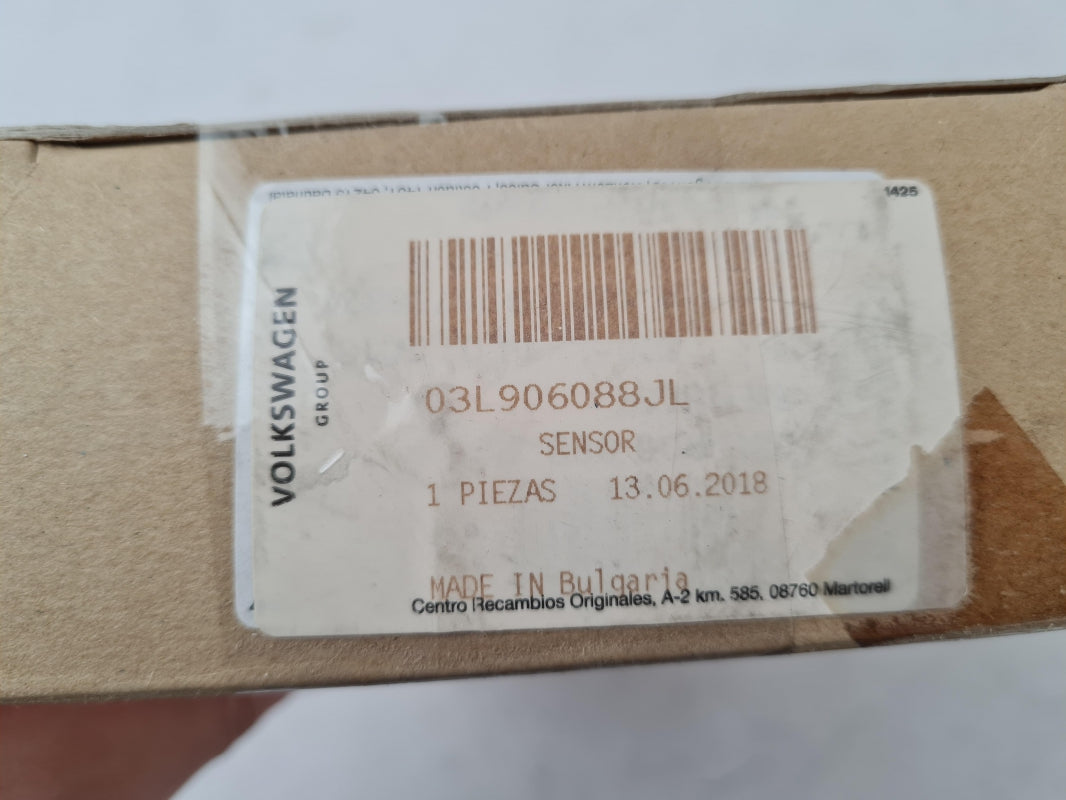 1425
VOLKSWAGEN
GROUP
03L906088JL
SENSOR
1 PIEZAS 13.06.2018
MADE IN Bulgaria
Centro Recambios Originales, A-2 km. 585, 08760 Martorell